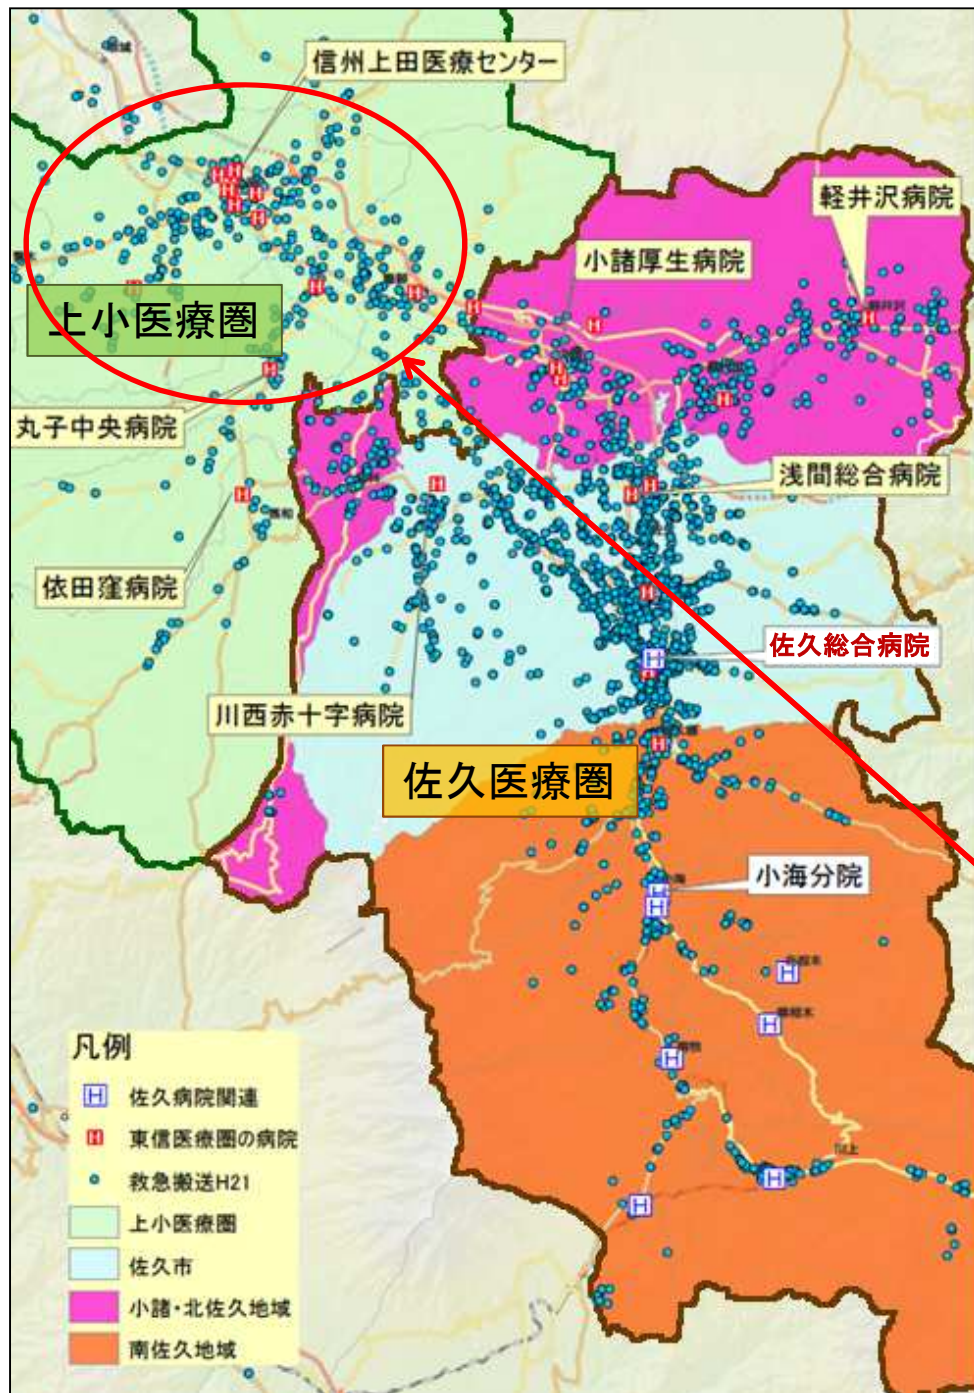 信州上田医療センター
軽井沢病院
小諸厚生病院
上小医療圏
丸子中央病院
浅間総合病院
依田窪病院
佐久総合病院
川西赤十字病院
佐久医療圏
小海分院
川上
凡例
佐久病院関連
東信医療圏の病院
救急搬送H21
上小医療圏
佐久市
小諸・北佐久地域
南佐久地域